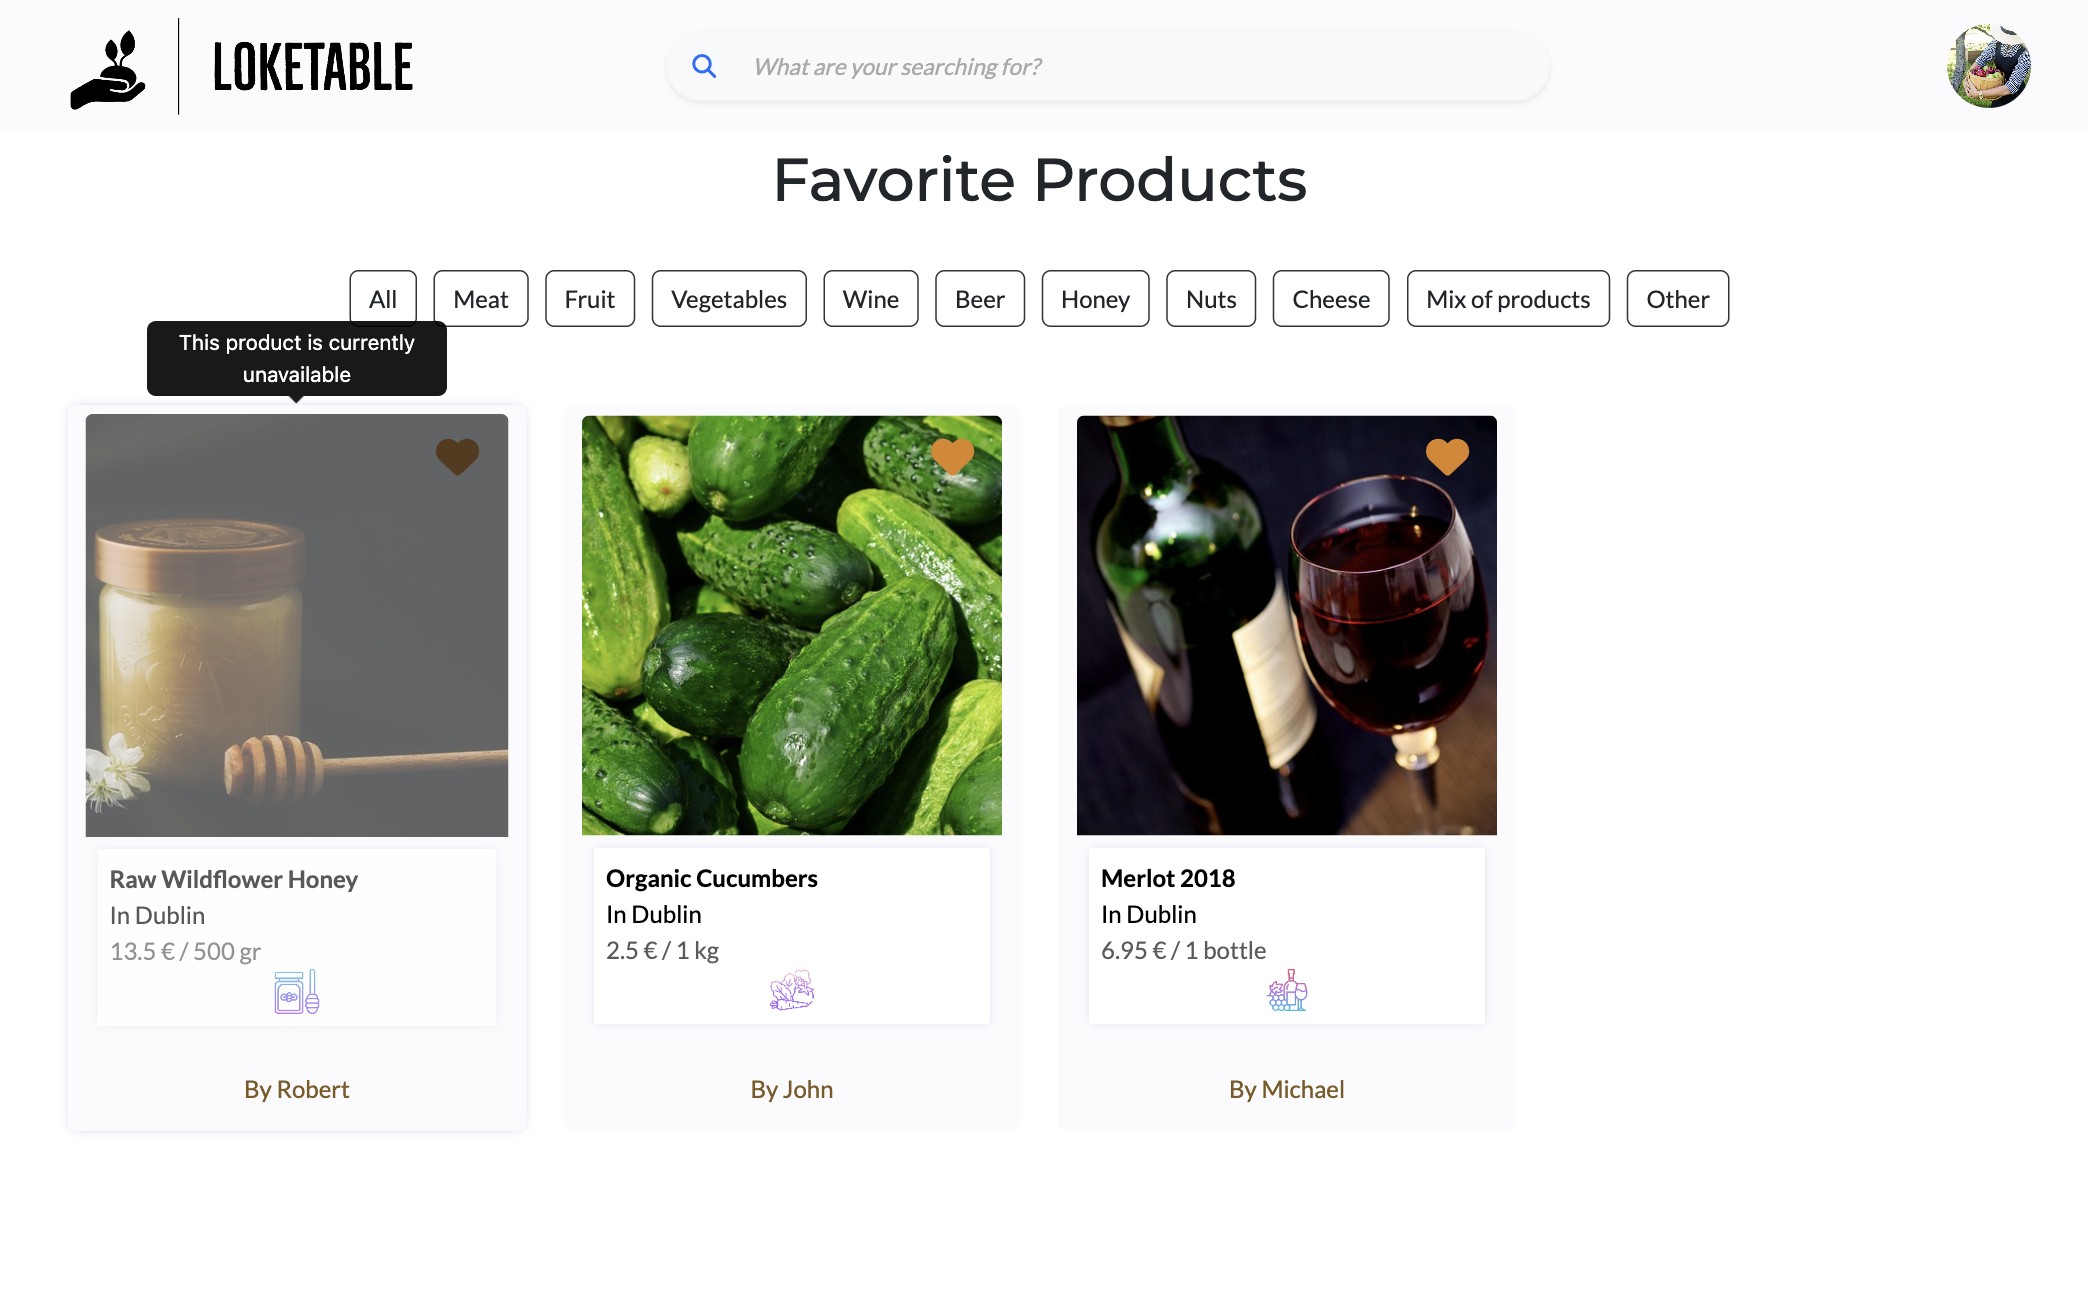 LOKETABLE
What are your searching for?
Favorite Products
All
Meat
Fruit
Vegetables
Wine
Beer
Honey
Nuts
Cheese
Mix of products
Other
This product is currently
unavailable
Raw Wildflower Honey
In Dublin
13.5 € / 500 gr
By Robert
Organic Cucumbers
In Dublin
2.5 € / 1 kg
By John
Merlot 2018
In Dublin
6.95 € / 1 bottle
By Michael